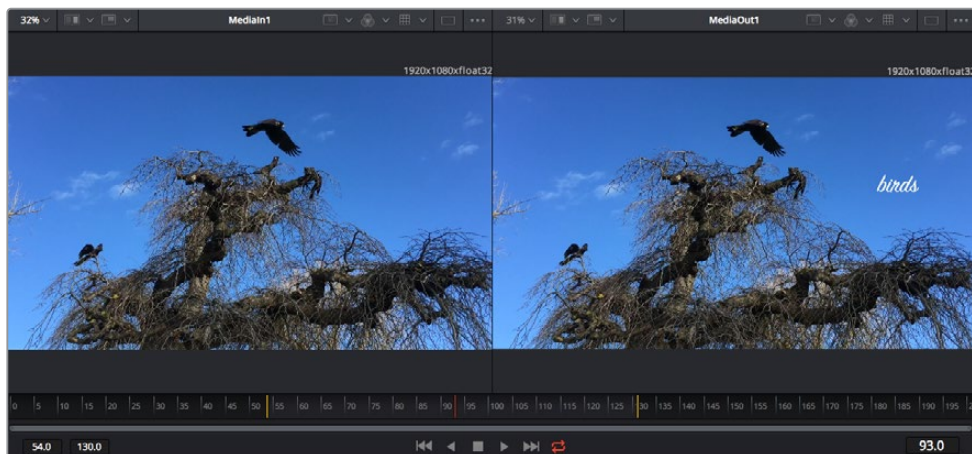 32% MediaIn1 31% MediaOut1
1920x1080xfloat32 1920x1080xfloat32
birds
0 5 10 15 20 25 30 35 40 45 50 55 60 65 70 75 80 85 90 95 100 105 110 115 120 125 130 135 140 145 150 155 160 165 170 175 180 185 190 195
54.0 130.0 93.0